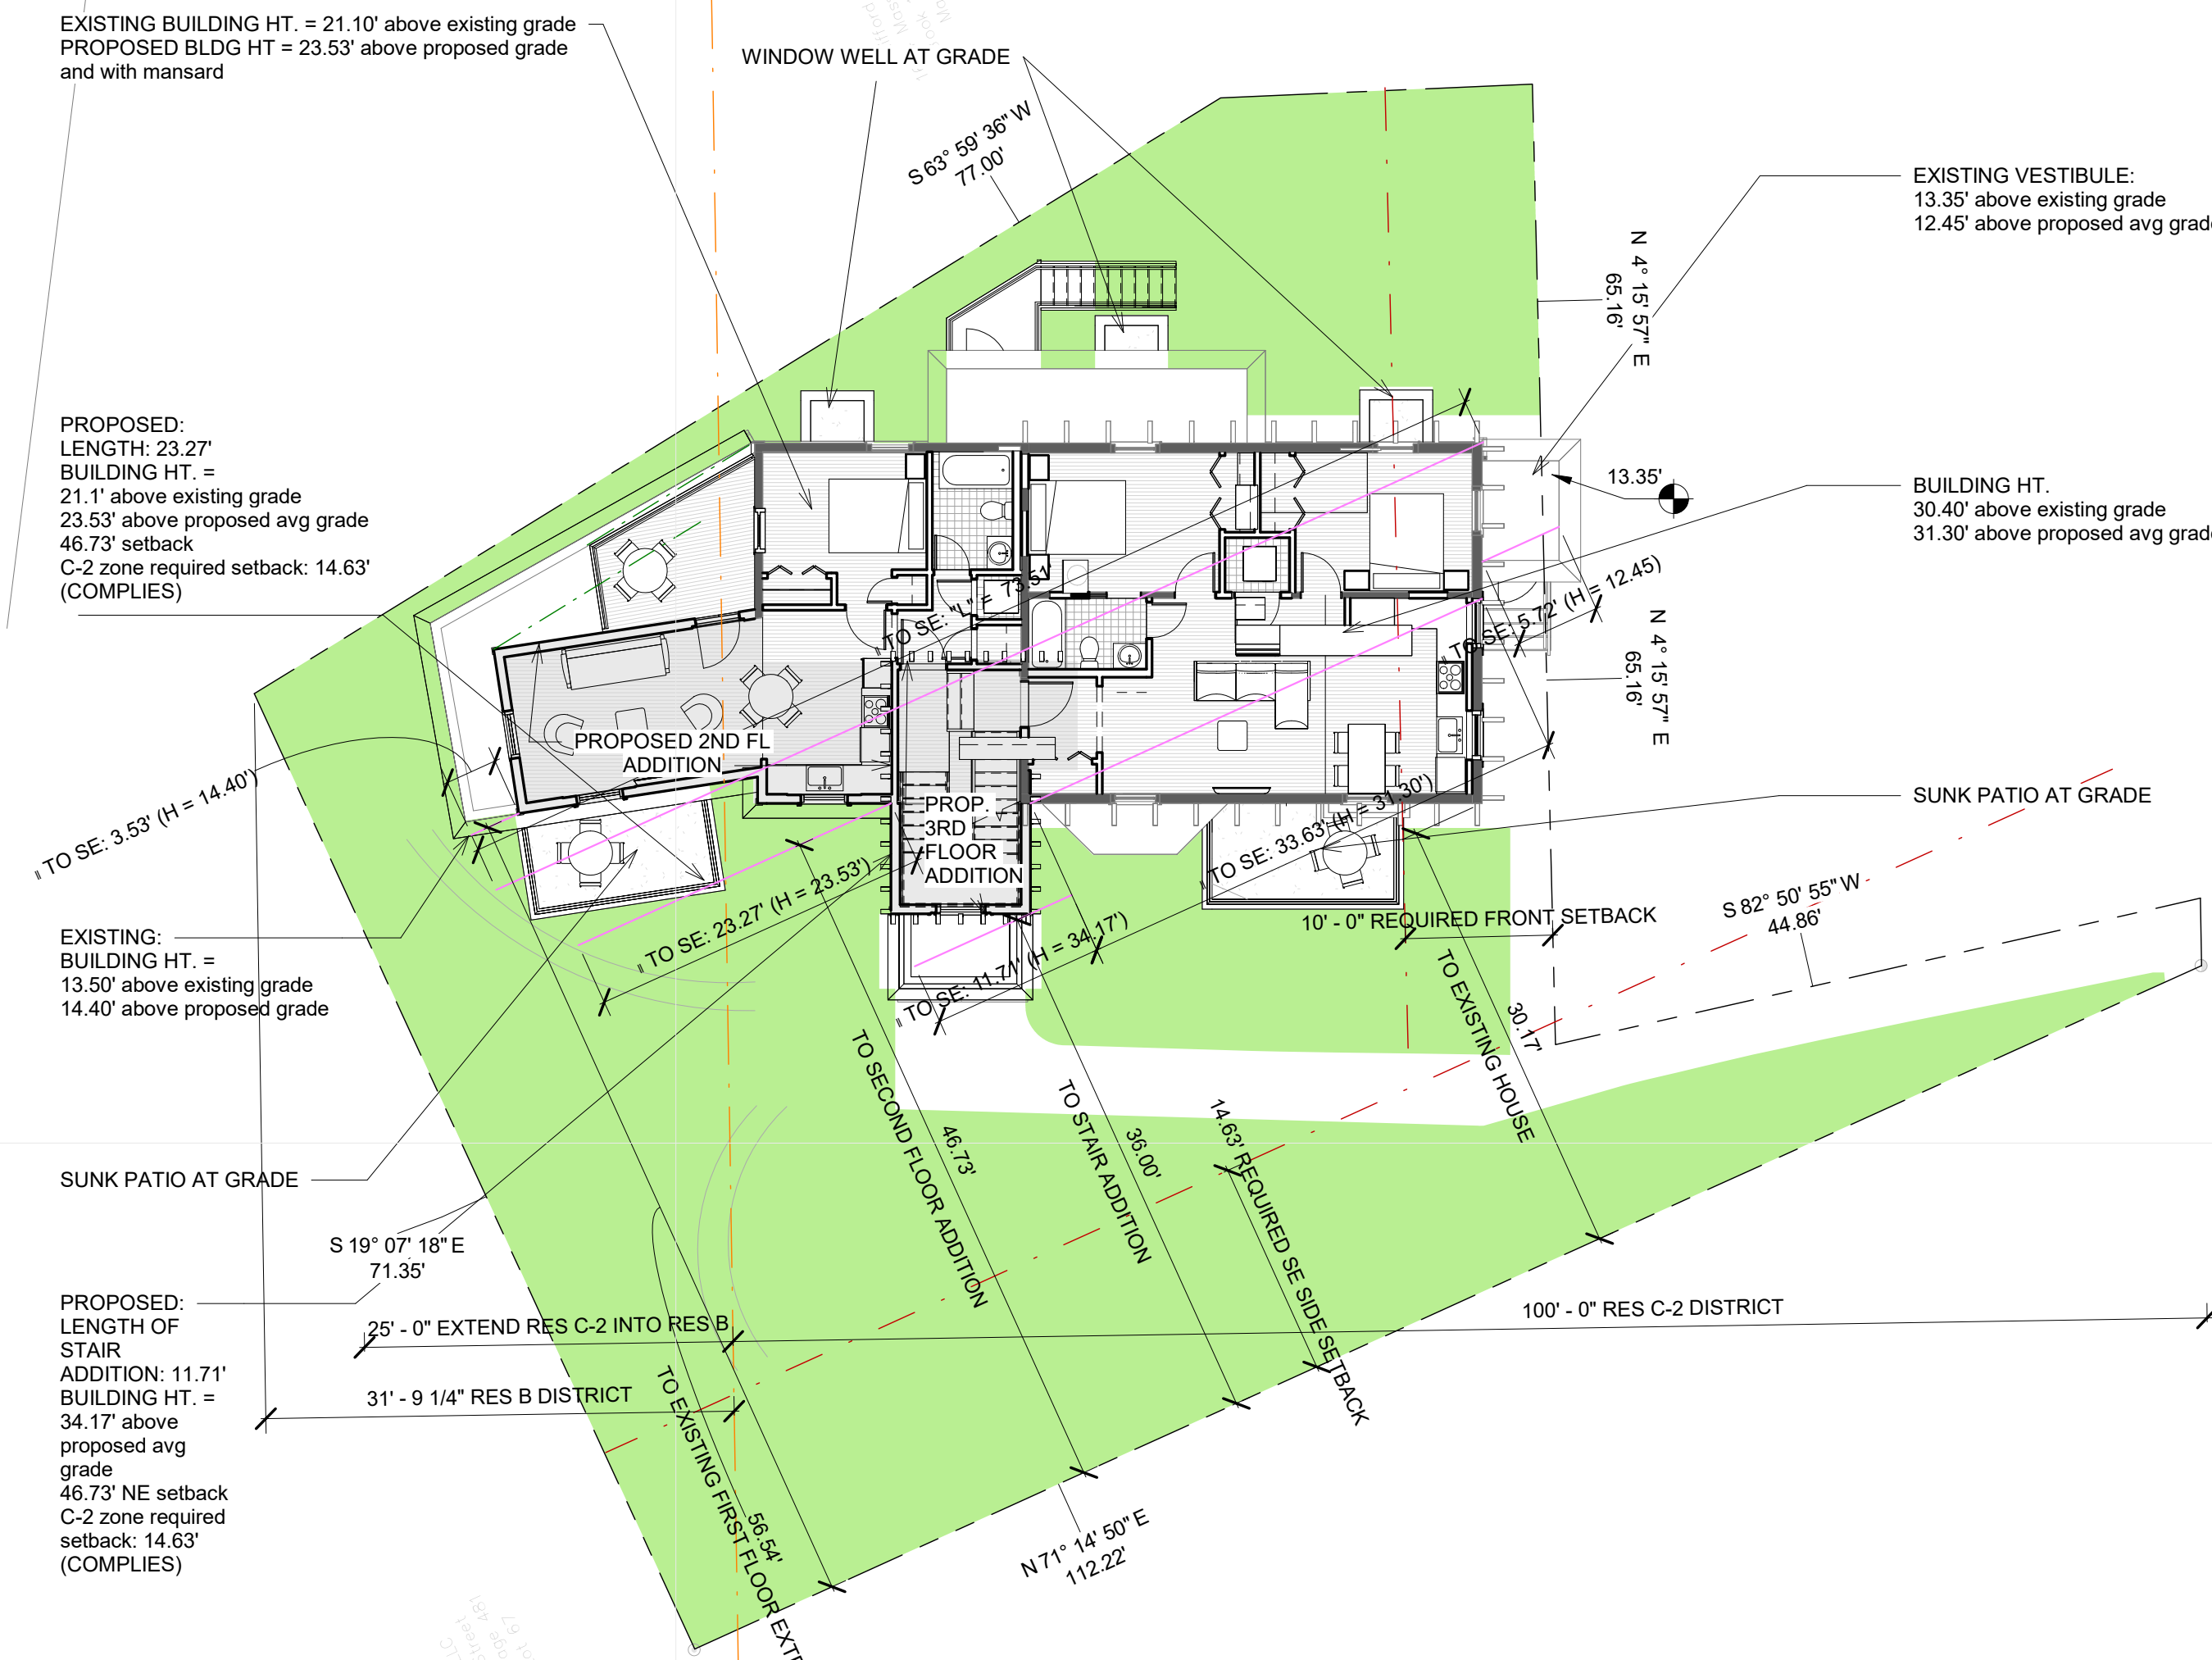 EXISTING BUILDING HT. = 21.10' above existing grade
PROPOSED BLDG HT = 23.53' above proposed grade
and with mansard
WINDOW WELL AT GRADE
S 63° 59' 36" W
77.00'
EXISTING VESTIBULE:
13.35' above existing grade
12.45' above proposed avg grade
N 4° 15' 57" E
65.16'
PROPOSED:
LENGTH: 23.27'
BUILDING HT. =
21.1' above existing grade
23.53' above proposed avg grade
46.73' setback
C-2 zone required setback: 14.63'
(COMPLIES)
13.35'
BUILDING HT.
30.40' above existing grade
31.30' above proposed avg grade
TO SE: "L" = 73.51'
TO SE: 5.72' (H = 12.45)
N 4° 15' 57" E
65.16'
PROPOSED 2ND FL
ADDITION
PROP.
3RD
FLOOR
ADDITION
SUNK PATIO AT GRADE
\\ TO SE: 3.53' (H = 14.40')
\\ TO SE: 23.27' (H = 23.53')
\\ TO SE: 33.63' (H = 31.30')
\\ TO SE: 11.71' (H = 34.17')
10' - 0" REQUIRED FRONT SETBACK
S 82° 50' 55" W
44.86'
EXISTING:
BUILDING HT. =
13.50' above existing grade
14.40' above proposed grade
TO SECOND FLOOR ADDITION
46.73'
TO STAIR ADDITION
36.00'
14.63' REQUIRED SE SIDE SETBACK
TO EXISTING HOUSE
30.17'
SUNK PATIO AT GRADE
S 19° 07' 18" E
71.35'
PROPOSED:
LENGTH OF
STAIR
ADDITION: 11.71'
BUILDING HT. =
34.17' above
proposed avg
grade
46.73' NE setback
C-2 zone required
setback: 14.63'
(COMPLIES)
25' - 0" EXTEND RES C-2 INTO RES B
100' - 0" RES C-2 DISTRICT
31' - 9 1/4" RES B DISTRICT
TO EXISTING FIRST FLOOR
56.54'
N 71° 14' 50" E
112.22'